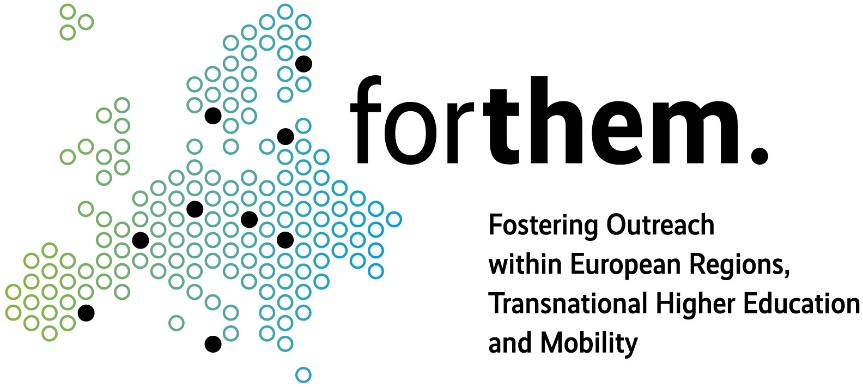 forthem.
Fostering Outreach
within European Regions,
Transnational Higher Education
and Mobility